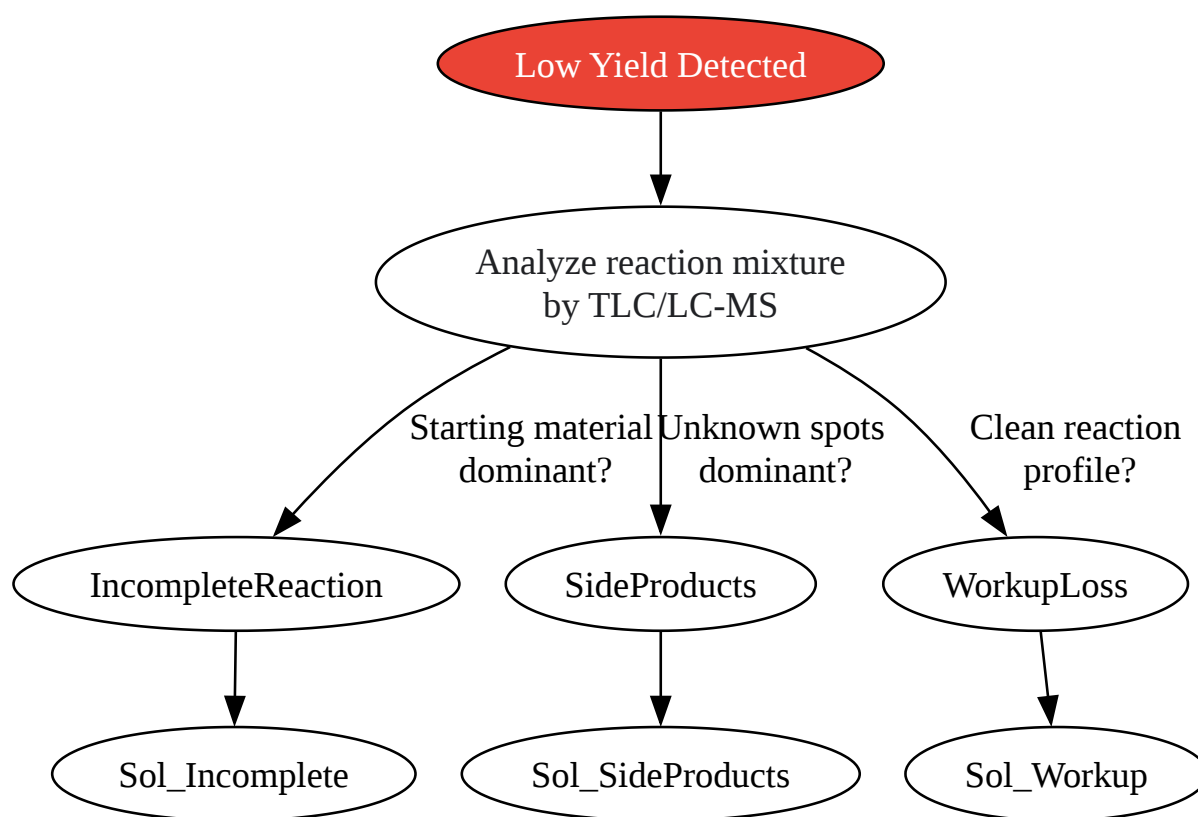 Low Yield Detected
Analyze reaction mixture
by TLC/LC-MS
Starting material
dominant?
Unknown spots
dominant?
Clean reaction
profile?
IncompleteReaction
SideProducts
WorkupLoss
Sol_Incomplete
Sol_SideProducts
Sol_Workup